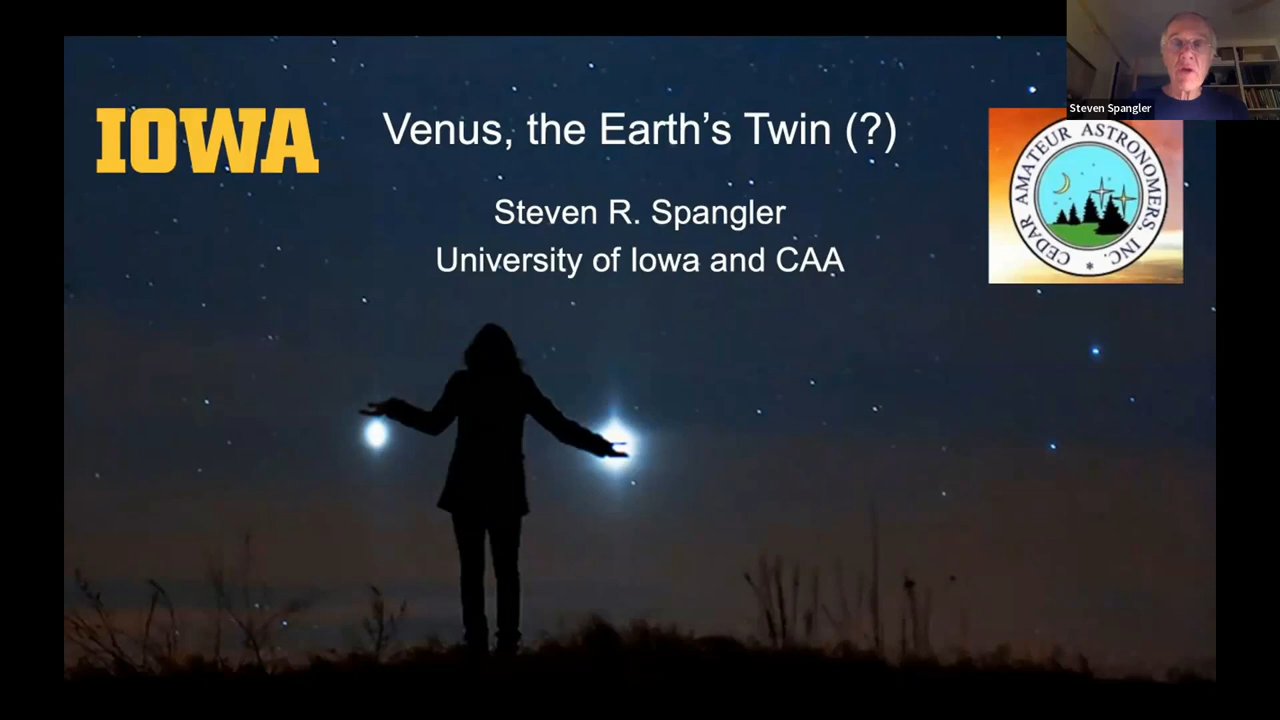 Steven Spangler
IOWA
Venus, the Earth's Twin (?)
Steven R. Spangler
University of Iowa and CAA
CEDAR AMATEUR ASTRONOMERS, INC. *